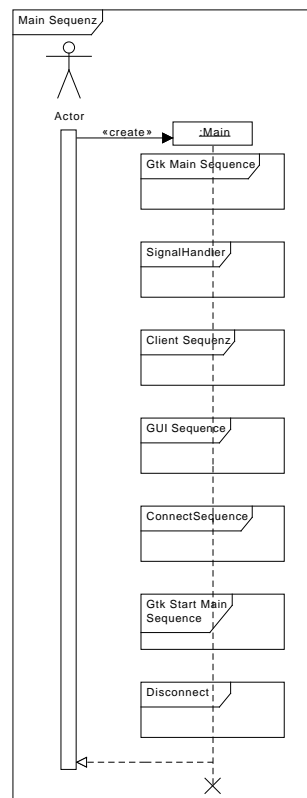 Main Sequenz
Actor
«create»
:Main
Gtk Main Sequence
SignalHandler
Client Sequenz
GUI Sequence
ConnectSequence
Gtk Start Main
Sequence
Disconnect